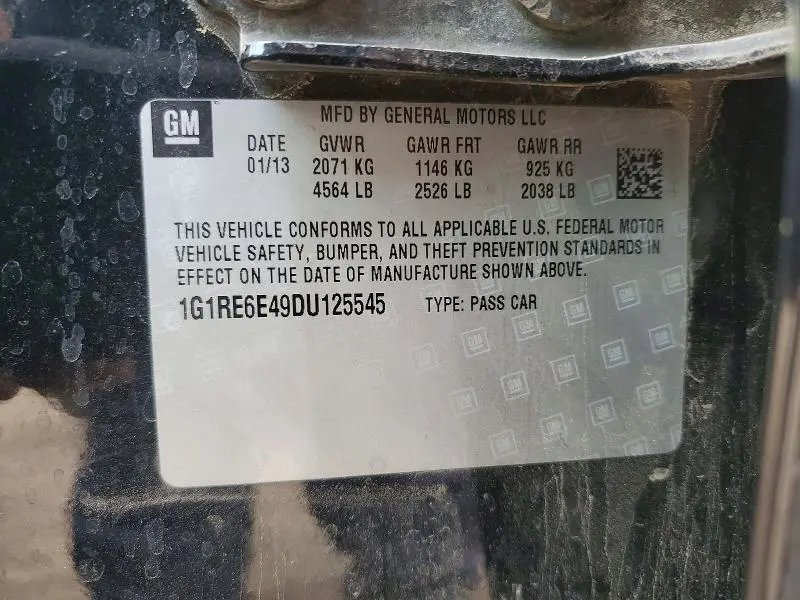 GM
MFD BY GENERAL MOTORS LLC
DATE GVWR GAWR FRT GAWR RR
01/13 2071 KG 1146 KG 925 KG
4564 LB 2526 LB 2038 LB
THIS VEHICLE CONFORMS TO ALL APPLICABLE U.S. FEDERAL MOTOR
VEHICLE SAFETY, BUMPER, AND THEFT PREVENTION STANDARDS IN
EFFECT ON THE DATE OF MANUFACTURE SHOWN ABOVE.
1G1RE6E49DU125545 TYPE: PASS CAR